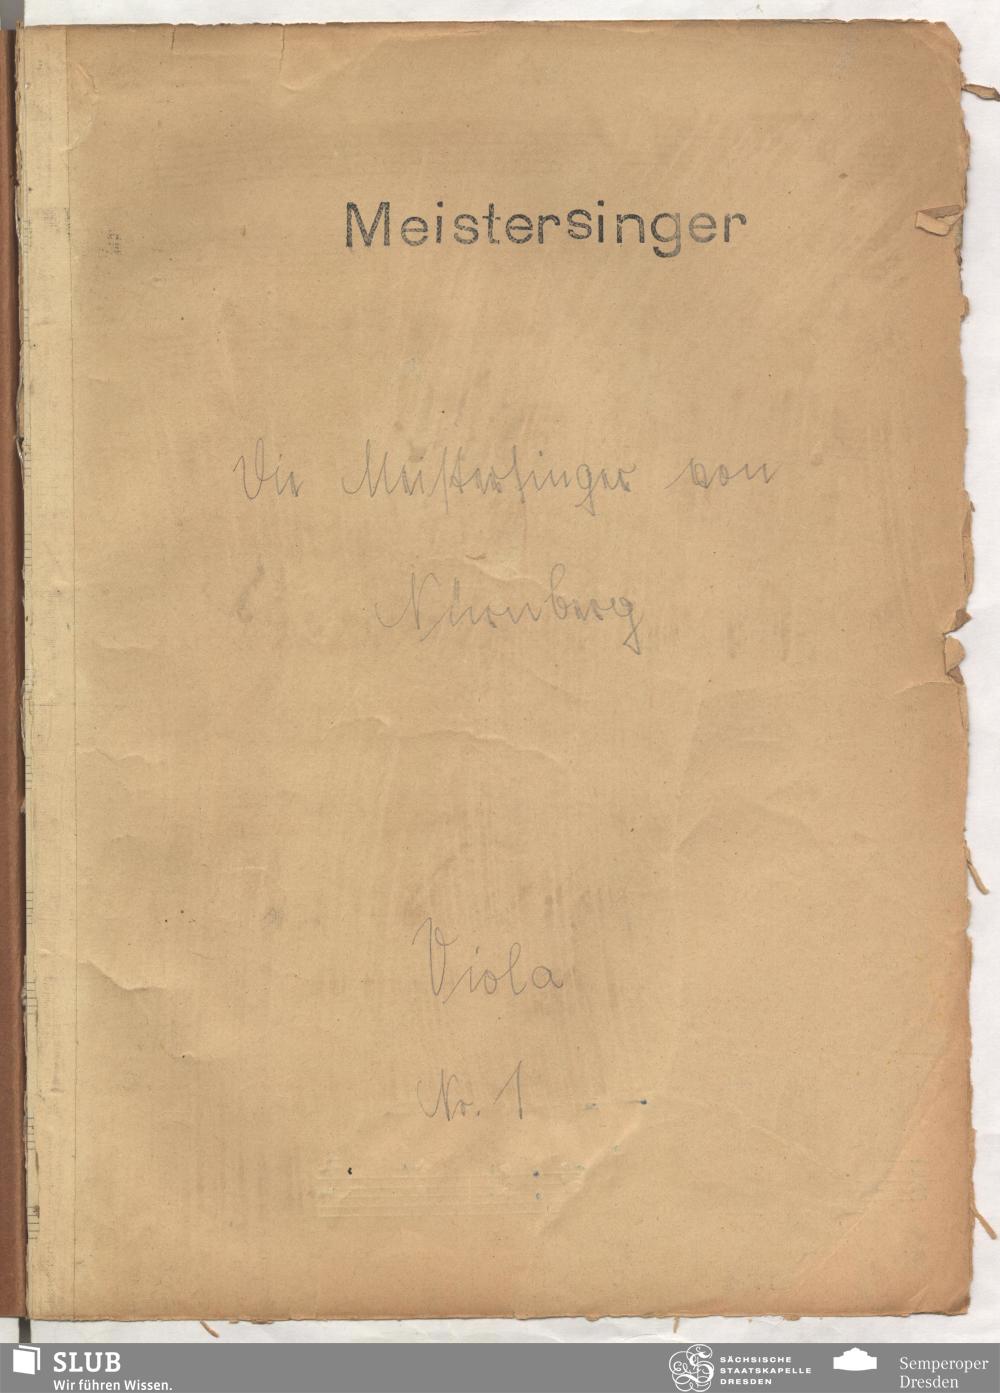 Meistersinger
Die Meistersinger von
Nürnberg
Viola
No. 1
SLUB
Wir führen Wissen.
SÄCHSISCHE
STAATSKAPELLE
DRESDEN
Semperoper
Dresden